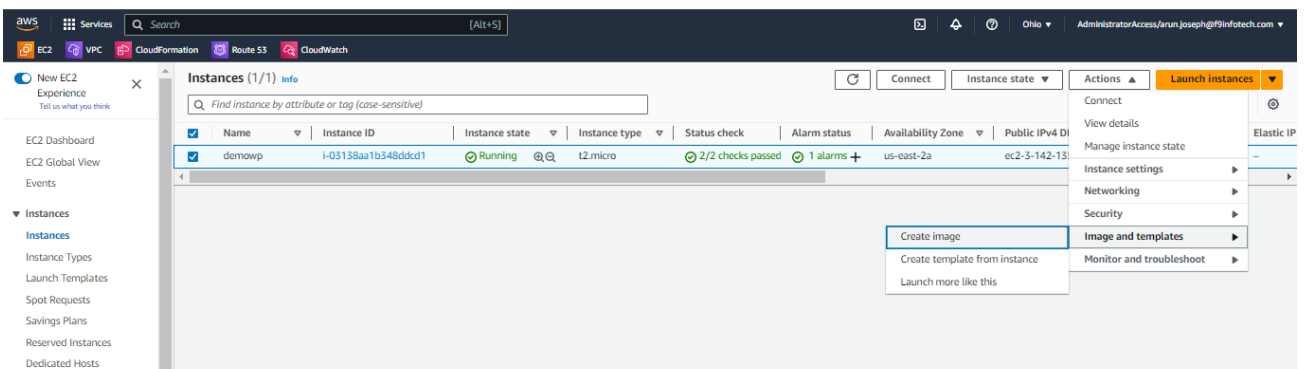 aws Services Search [Alt+S] Ohio ▼ AdministratorAccess/arun.joseph@f9infotech.com ▼
EC2 VPC CloudFormation Route 53 CloudWatch
New EC2
Experience
Tell us what you think
EC2 Dashboard
EC2 Global View
Events
▼ Instances
Instances
Instance Types
Launch Templates
Spot Requests
Savings Plans
Reserved Instances
Dedicated Hosts
Instances (1/1) Info
Connect Instance state ▼ Actions ▲ Launch instances ▼
Find instance by attribute or tag (case-sensitive)
Name Instance ID Instance state Instance type Status check Alarm status Availability Zone Public IPv4 Elastic IP
demowp i-03138aa1b348ddcd1 Running t2.micro 2/2 checks passed 1 alarms + us-east-2a ec2-3-142-13 –
Connect
View details
Manage instance state
Instance settings
Networking
Security
Image and templates
Monitor and troubleshoot
Create image
Create template from instance
Launch more like this